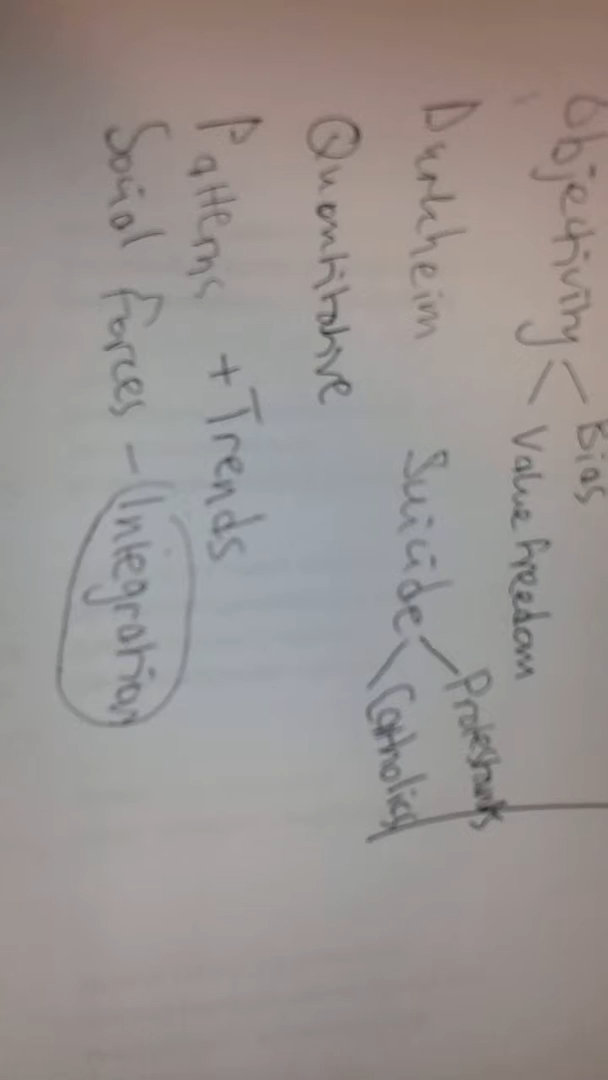 Objectivity < Bias
Value freedom
Durkheim Suicide < Protestants
Catholics
Quantitative
Patterns + Trends
Social Forces - Integration